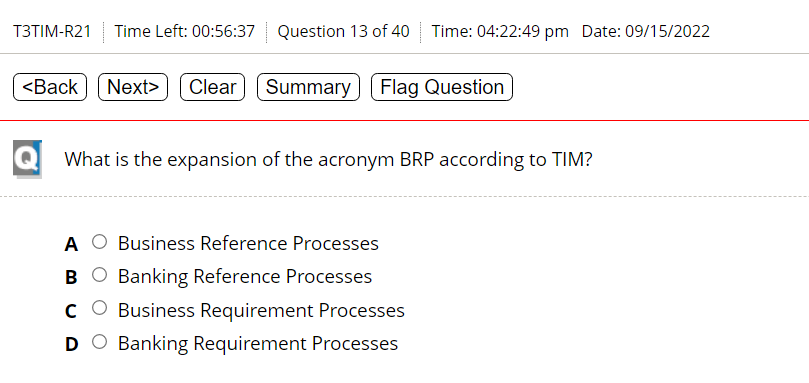 T3TIM-R21 Time Left: 00:56:37 Question 13 of 40 Time: 04:22:49 pm Date: 09/15/2022
<Back Next> Clear Summary Flag Question
Q What is the expansion of the acronym BRP according to TIM?
A Business Reference Processes
B Banking Reference Processes
C Business Requirement Processes
D Banking Requirement Processes